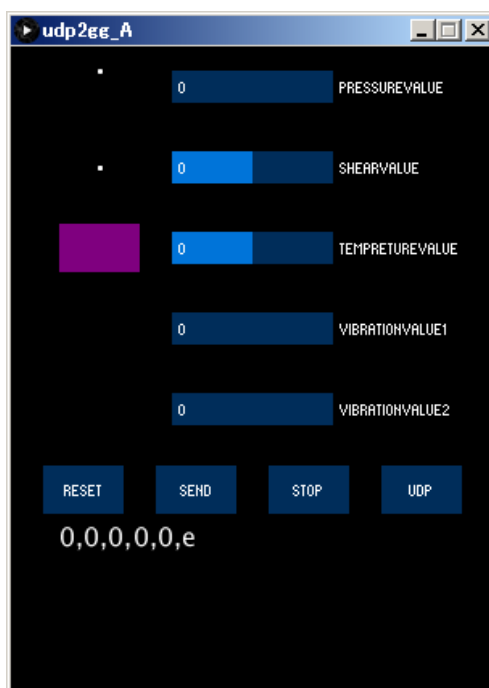 udp2gg_A
0 PRESSUREVALUE
0 SHEARVALUE
0 TEMPRETUREVALUE
0 VIBRATIONVALUE1
0 VIBRATIONVALUE2
RESET SEND STOP UDP
0,0,0,0,0,e